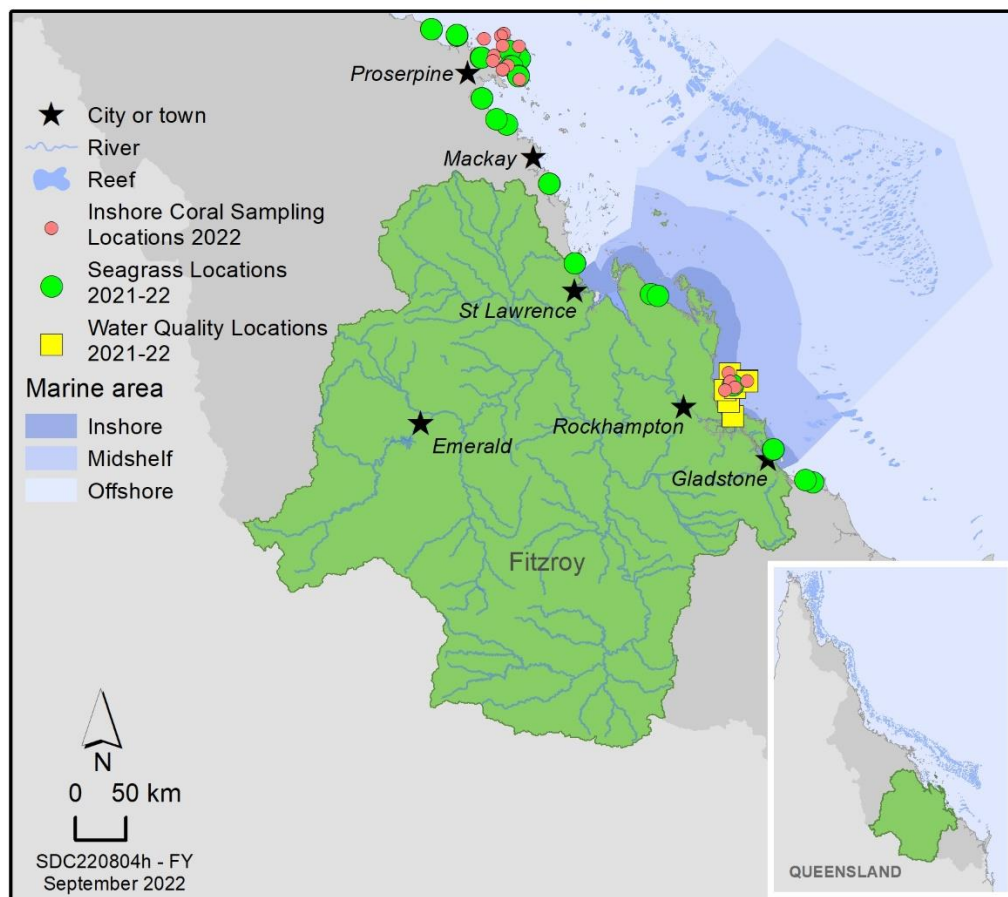 City or town
River
Reef
Inshore Coral Sampling
Locations 2022
Seagrass Locations
2021-22
Water Quality Locations
2021-22
Marine area
Inshore
Midshelf
Offshore
Proserpine
Mackay
St Lawrence
Rockhampton
Emerald
Gladstone
Fitzroy
N
0 50 km
SDC220804h - FY
September 2022
QUEENSLAND